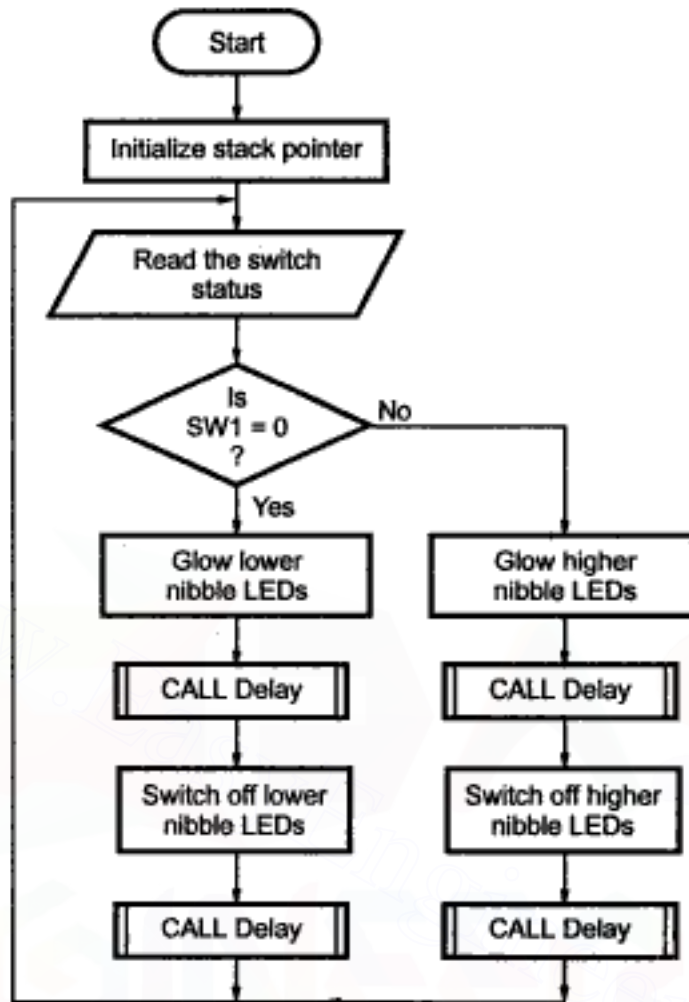 Start
Initialize stack pointer
Read the switch
status
Is
SW1 = 0
?
No
Yes
Glow lower
nibble LEDs
Glow higher
nibble LEDs
CALL Delay
CALL Delay
Switch off lower
nibble LEDs
Switch off higher
nibble LEDs
CALL Delay
CALL Delay